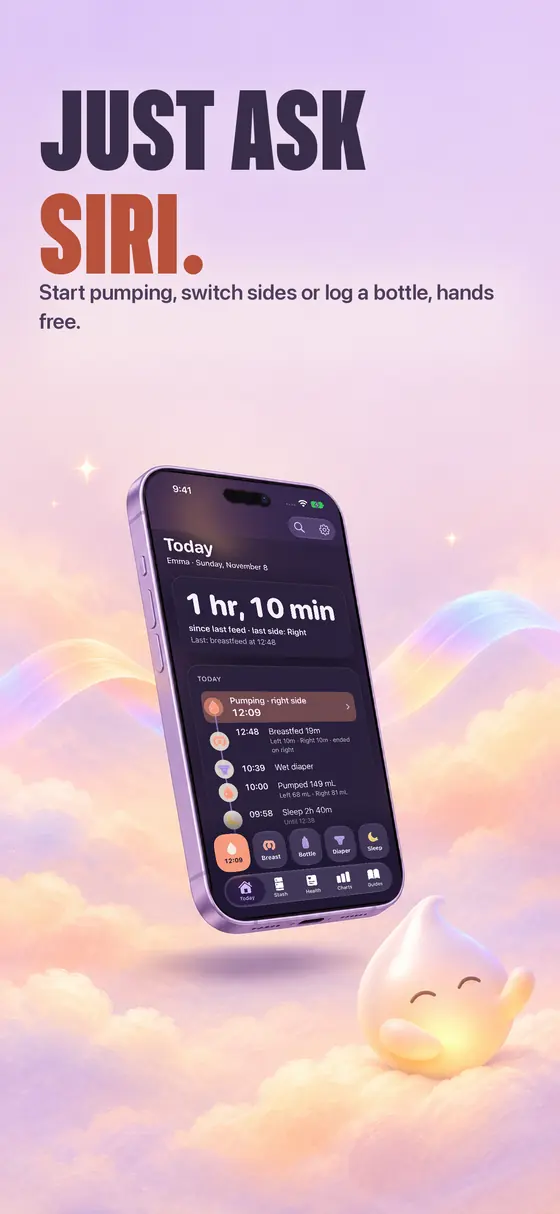 JUST ASK
SIRI.
Start pumping, switch sides or log a bottle, hands
free.
9:41
Today
Emma · Sunday, November 8
1 hr, 10 min
since last feed · last side: Right
Last: breastfeed at 12:48
TODAY
Pumping · right side
12:09
12:48 Breastfed 19m
Left 10m · Right 10m · ended
on right
10:39 Wet diaper
10:00 Pumped 149 mL
Left 68 mL · Right 81 mL
09:58 Sleep 2h 40m
Until 12:38
12:09
Breast
Bottle
Diaper
Sleep
Today
Stash
Health
Charts
Guides